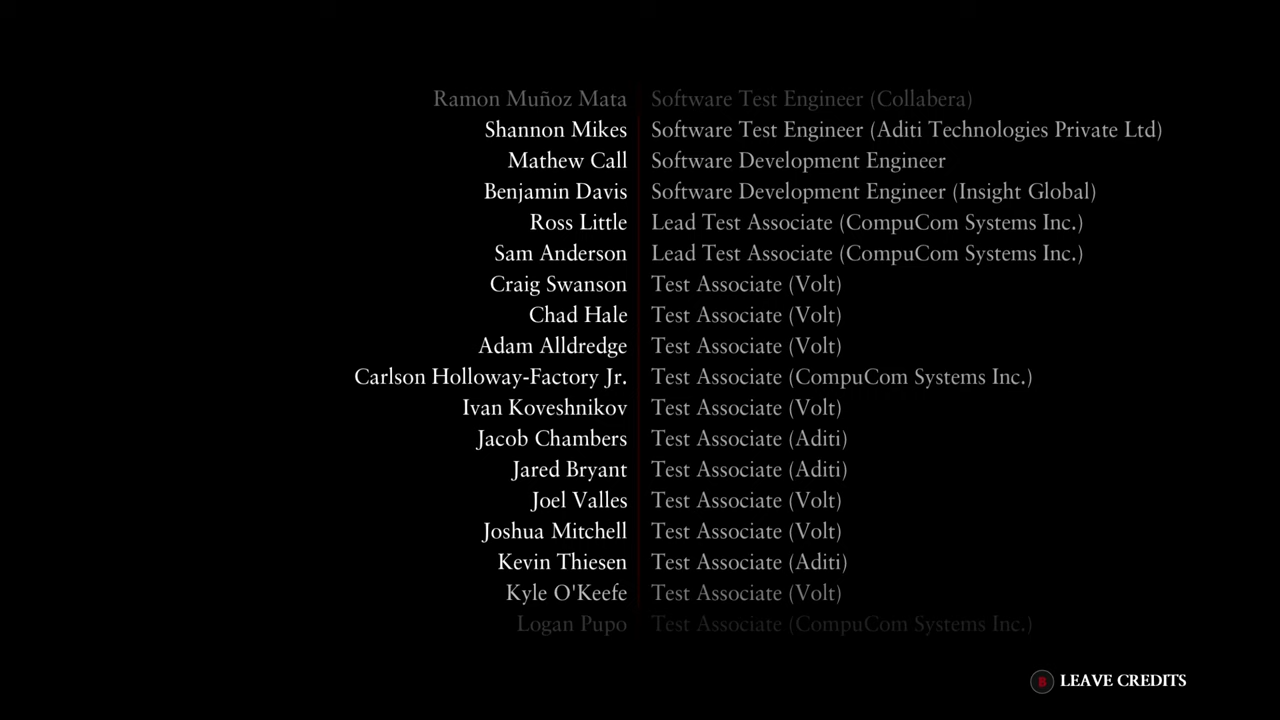 Ramon Muñoz Mata Software Test Engineer (Collabera)
Shannon Mikes Software Test Engineer (Aditi Technologies Private Ltd)
Mathew Call Software Development Engineer
Benjamin Davis Software Development Engineer (Insight Global)
Ross Little Lead Test Associate (CompuCom Systems Inc.)
Sam Anderson Lead Test Associate (CompuCom Systems Inc.)
Craig Swanson Test Associate (Volt)
Chad Hale Test Associate (Volt)
Adam Alldredge Test Associate (Volt)
Carlson Holloway-Factory Jr. Test Associate (CompuCom Systems Inc.)
Ivan Koveshnikov Test Associate (Volt)
Jacob Chambers Test Associate (Aditi)
Jared Bryant Test Associate (Aditi)
Joel Valles Test Associate (Volt)
Joshua Mitchell Test Associate (Volt)
Kevin Thiesen Test Associate (Aditi)
Kyle O'Keefe Test Associate (Volt)
Logan Pupo Test Associate (CompuCom Systems Inc.)
B LEAVE CREDITS